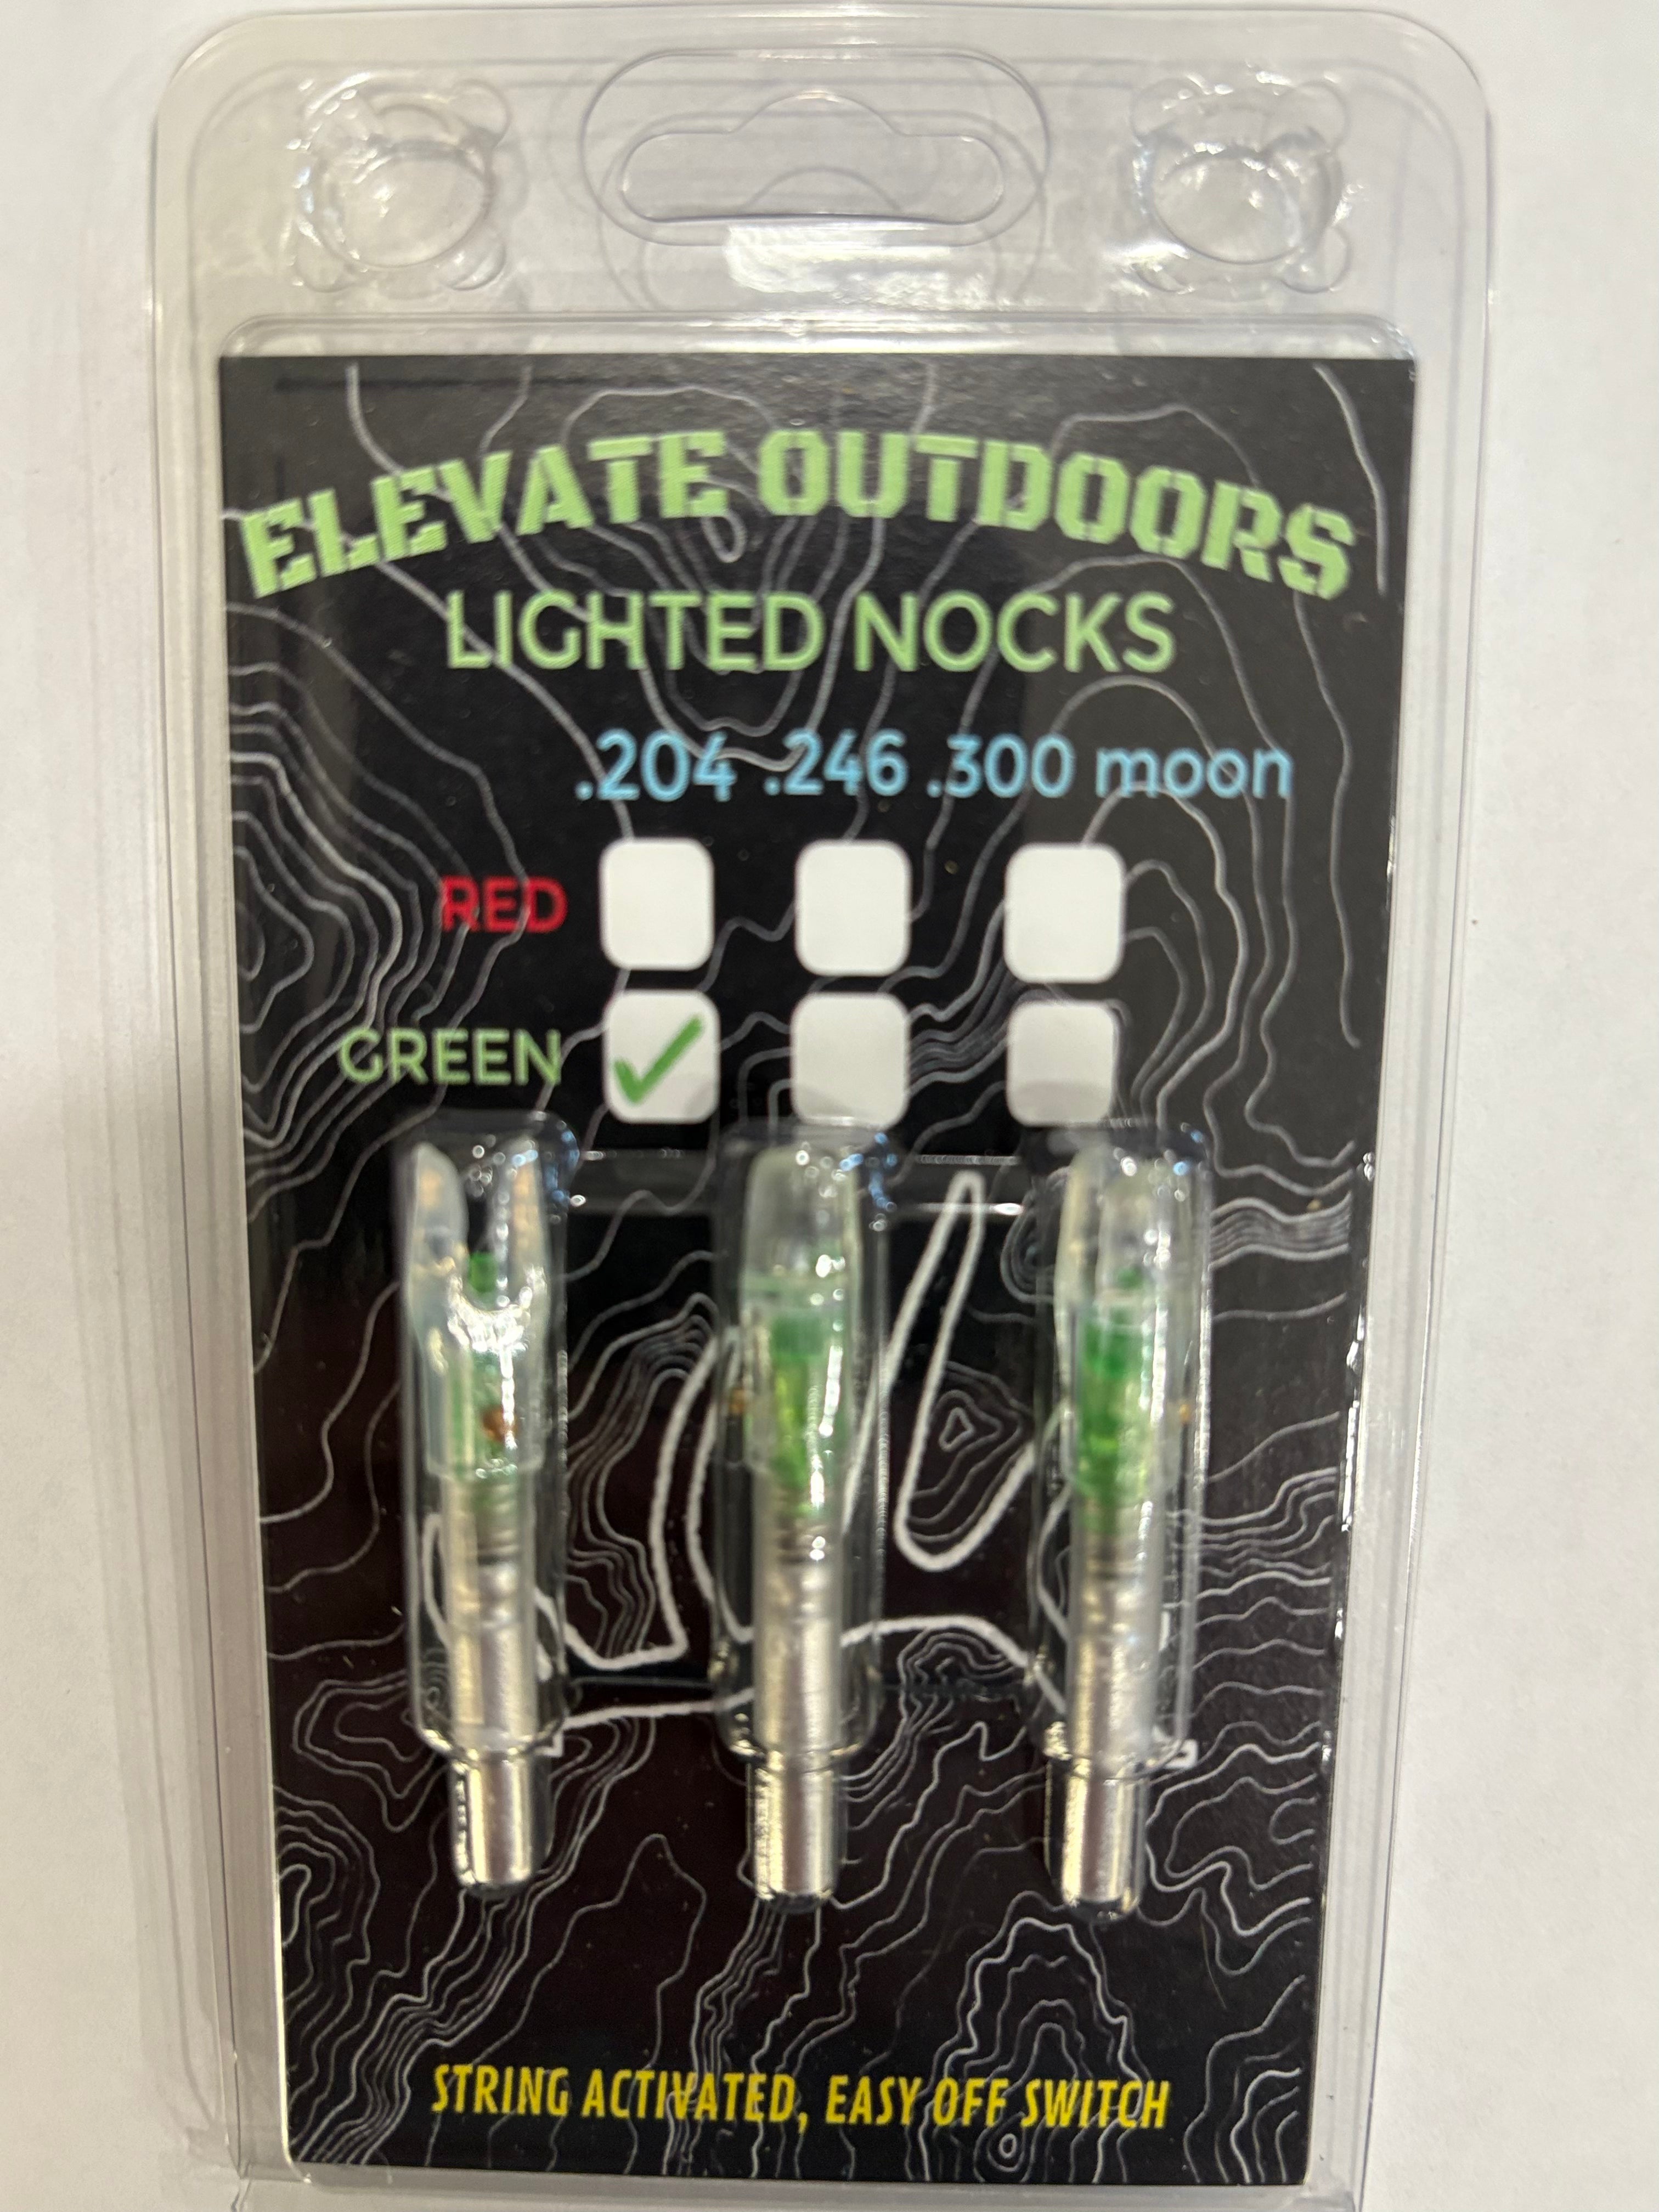 ELEVATE OUTDOORS
LIGHTED NOCKS
.204 .246 .300 moon
RED
GREEN
STRING ACTIVATED, EASY OFF SWITCH